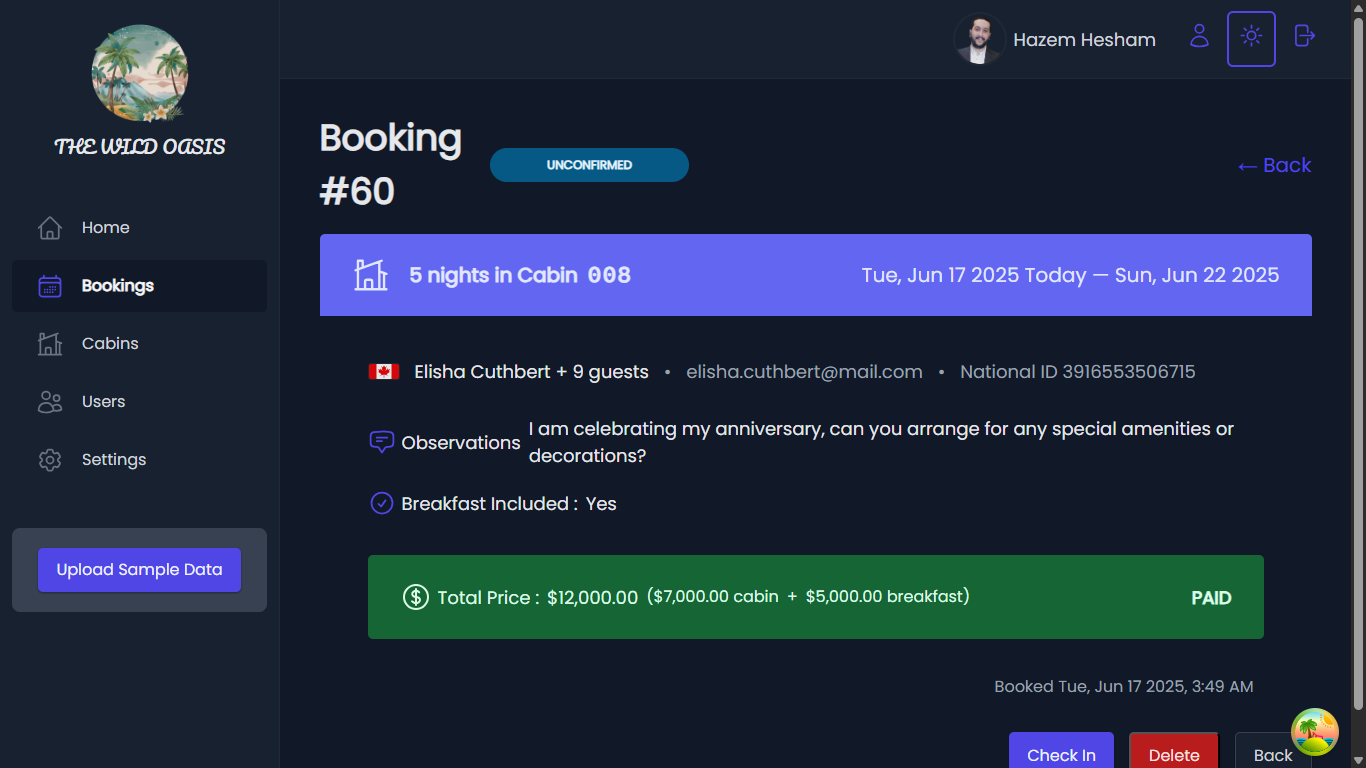 THE WILD OASIS
Home
Bookings
Cabins
Users
Settings
Upload Sample Data
Hazem Hesham
Booking
#60
UNCONFIRMED
← Back
5 nights in Cabin 008
Tue, Jun 17 2025 Today — Sun, Jun 22 2025
Elisha Cuthbert + 9 guests • elisha.cuthbert@mail.com • National ID 3916553506715
Observations
I am celebrating my anniversary, can you arrange for any special amenities or
decorations?
Breakfast Included : Yes
Total Price : $12,000.00 ($7,000.00 cabin + $5,000.00 breakfast)
PAID
Booked Tue, Jun 17 2025, 3:49 AM
Check In
Delete
Back